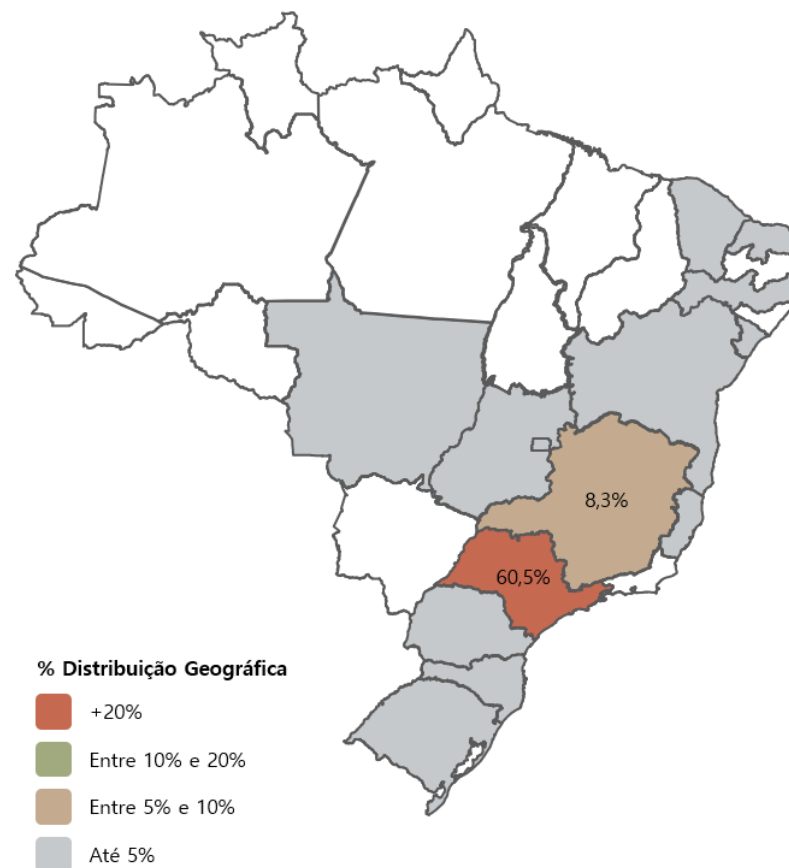 8,3%
60,5%
% Distribuição Geográfica
+20%
Entre 10% e 20%
Entre 5% e 10%
Até 5%